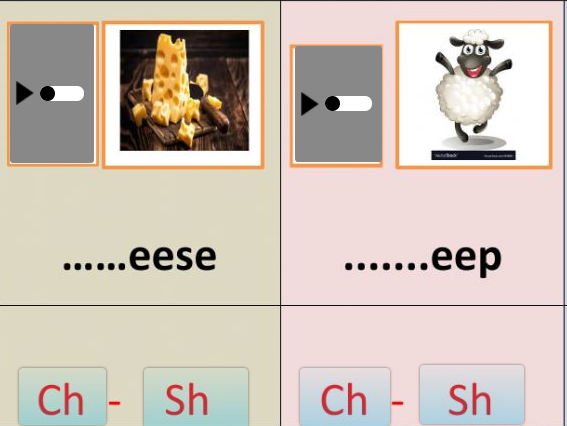 ......eese
.......eep
Ch - Sh
Ch - Sh